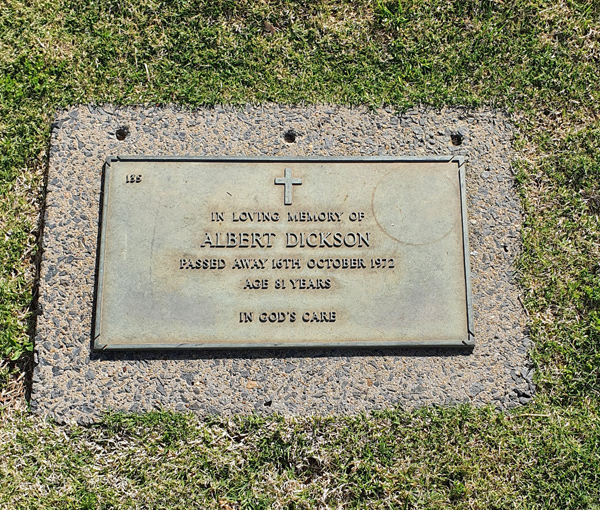 135
IN LOVING MEMORY OF
ALBERT DICKSON
PASSED AWAY 16TH OCTOBER 1972
AGE 81 YEARS
IN GOD'S CARE